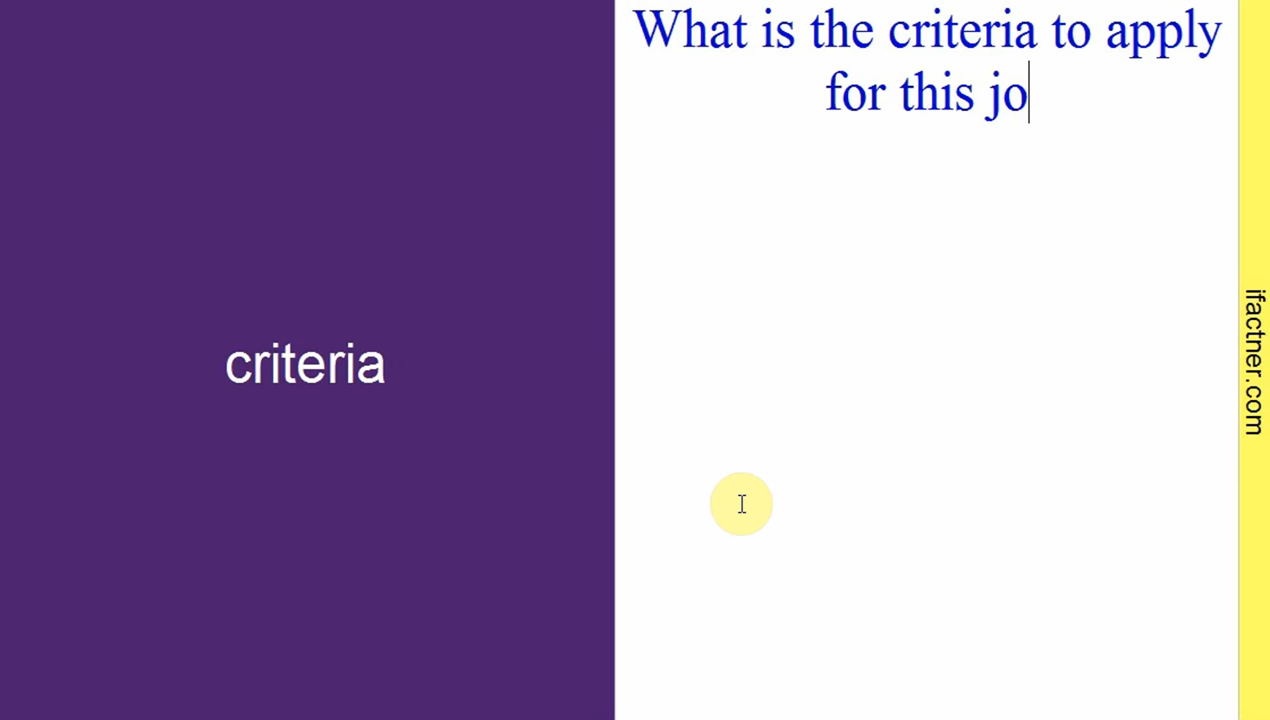 What is the criteria to apply
for this jo
criteria
ifactner.com